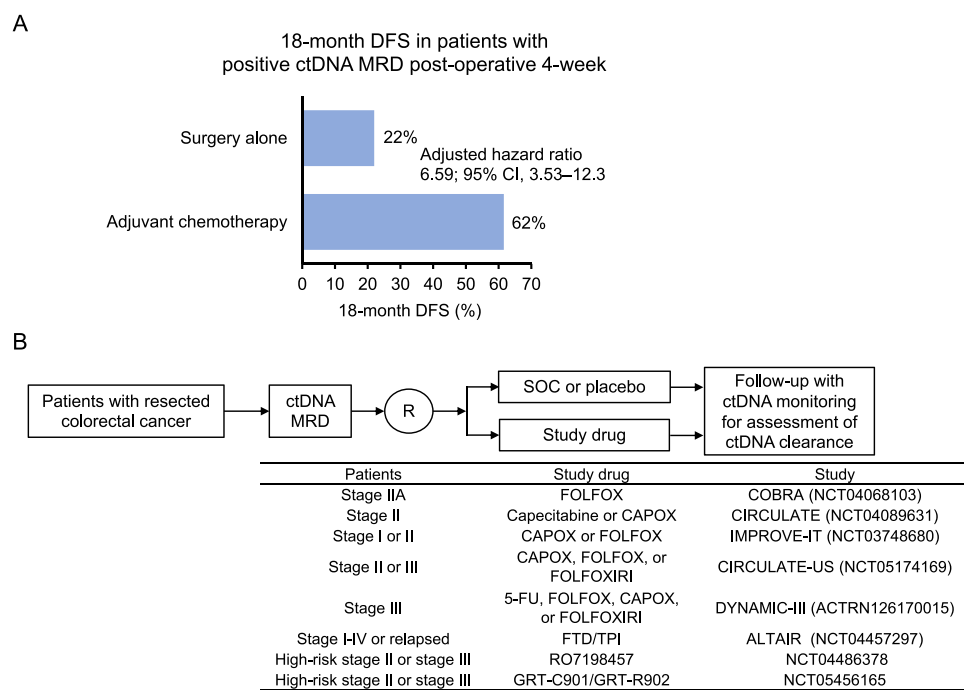 A
18-month DFS in patients with
positive ctDNA MRD post-operative 4-week
Surgery alone
22%
Adjusted hazard ratio
6.59; 95% CI, 3.53–12.3
Adjuvant chemotherapy
62%
0 10 20 30 40 50 60 70
18-month DFS (%)
B
Patients with resected
colorectal cancer
ctDNA
MRD
R
SOC or placebo
Study drug
Follow-up with
ctDNA monitoring
for assessment of
ctDNA clearance
Patients Study drug Study
Stage IIA FOLFOX COBRA (NCT04068103)
Stage II Capecitabine or CAPOX CIRCULATE (NCT04089631)
Stage I or II CAPOX or FOLFOX IMPROVE-IT (NCT03748680)
Stage II or III CAPOX, FOLFOX, or
FOLFOXIRI CIRCULATE-US (NCT05174169)
Stage III 5-FU, FOLFOX, CAPOX,
or FOLFOXIRI DYNAMIC-III (ACTRN126170015)
Stage I-IV or relapsed FTD/TPI ALTAIR (NCT04457297)
High-risk stage II or stage III RO7198457 NCT04486378
High-risk stage II or stage III GRT-C901/GRT-R902 NCT05456165